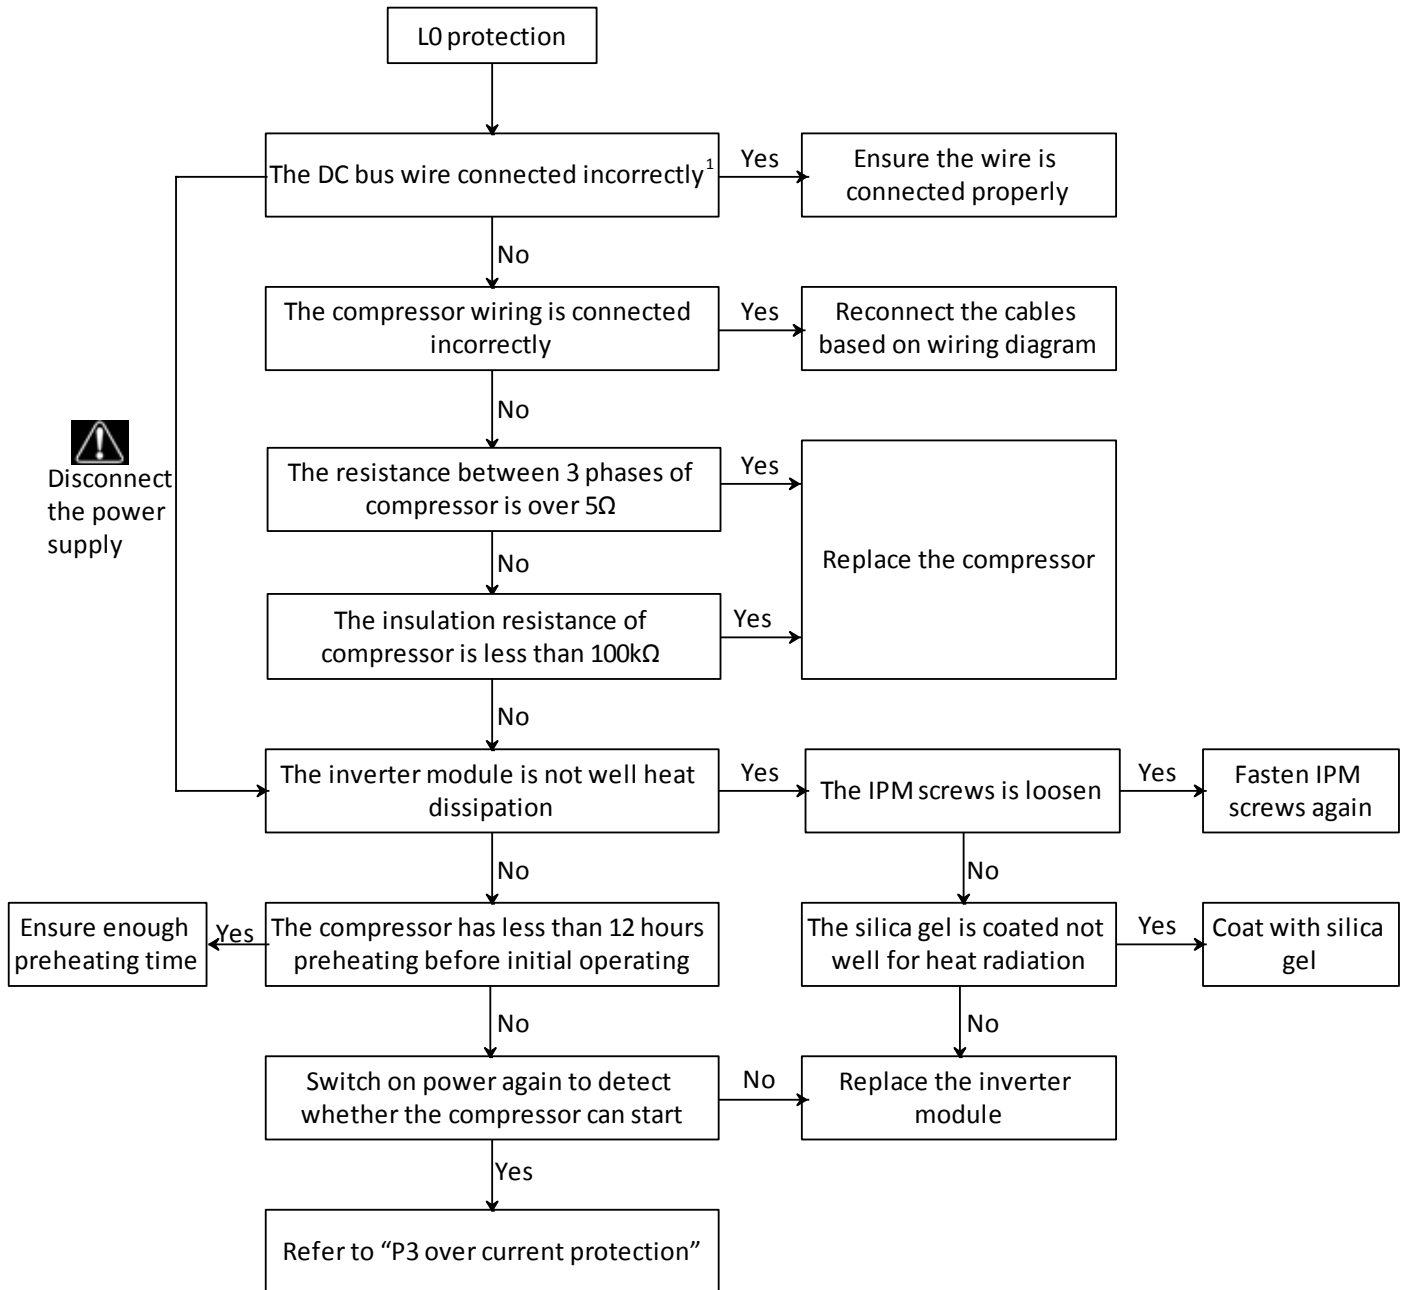 L0 protection
The DC bus wire connected incorrectly¹
Yes
Ensure the wire is
connected properly
No
The compressor wiring is connected
incorrectly
Yes
Reconnect the cables
based on wiring diagram
No
Disconnect
the power
supply
The resistance between 3 phases of
compressor is over 5Ω
Yes
Replace the compressor
No
The insulation resistance of
compressor is less than 100kΩ
Yes
No
The inverter module is not well heat
dissipation
Yes
The IPM screws is loosen
Yes
Fasten IPM
screws again
No
No
Ensure enough
preheating time
Yes
The compressor has less than 12 hours
preheating before initial operating
The silica gel is coated not
well for heat radiation
Yes
Coat with silica
gel
No
No
Switch on power again to detect
whether the compressor can start
No
Replace the inverter
module
Yes
Refer to “P3 over current protection”